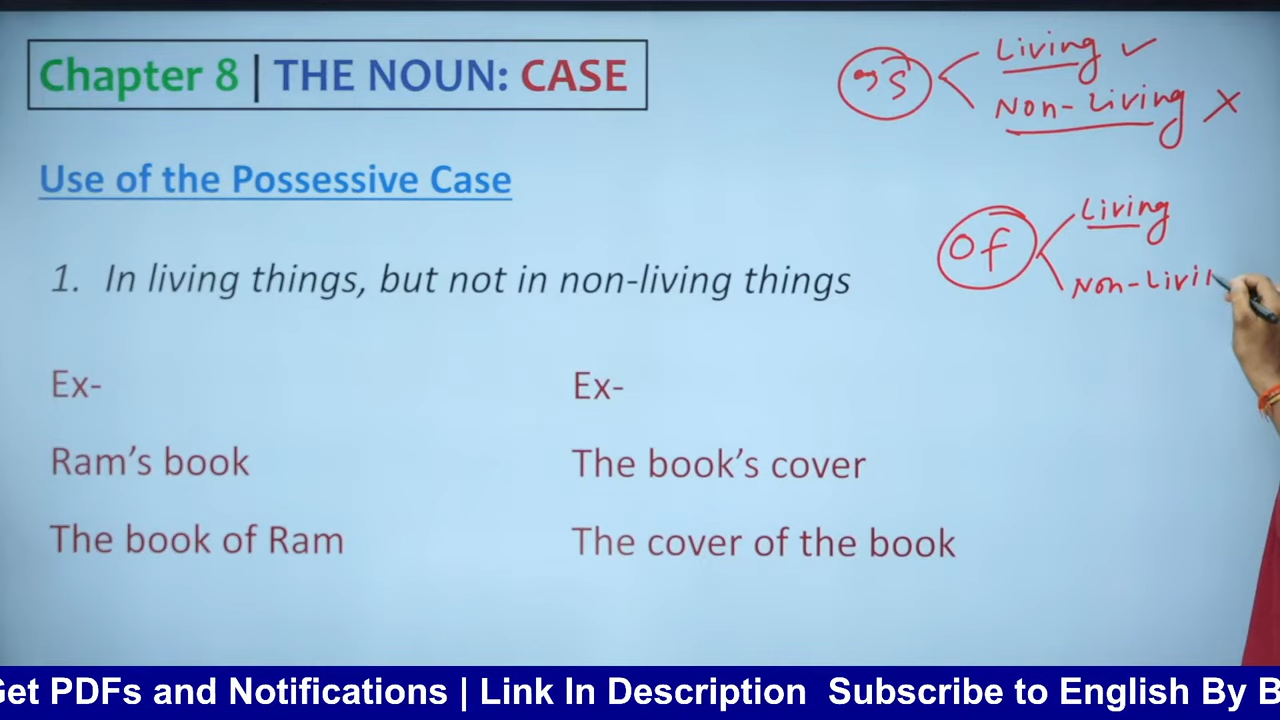 Chapter 8 | THE NOUN: CASE
's
Living ✓
Non-Living ✗
Use of the Possessive Case
of
Living
Non-Livin
1. In living things, but not in non-living things
Ex-
Ram's book
The book of Ram
Ex-
The book's cover
The cover of the book
Get PDFs and Notifications | Link In Description Subscribe to English By B